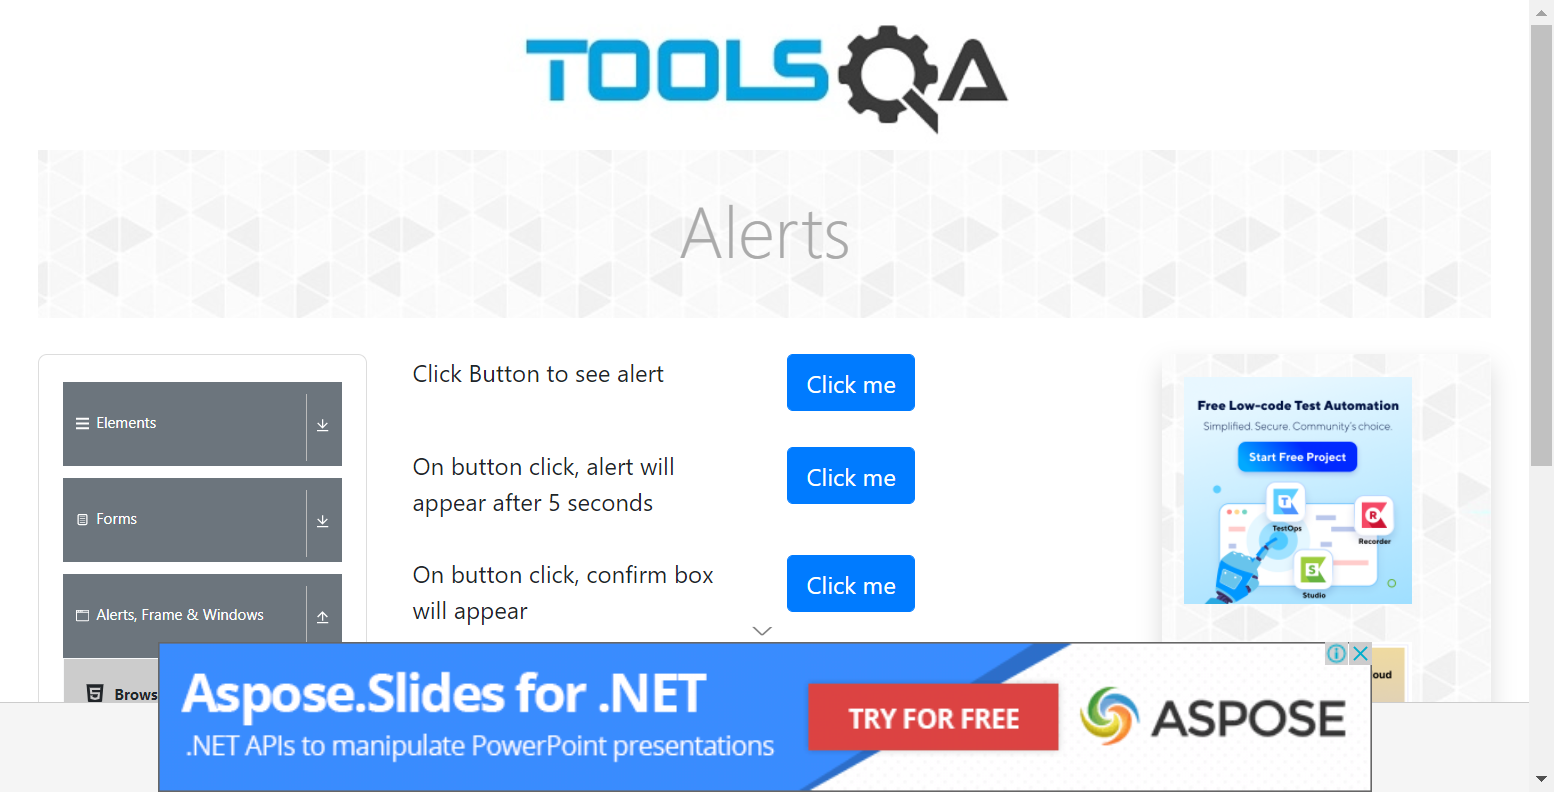 TOOLSQA
Alerts
Elements
Forms
Alerts, Frame & Windows
Brows
Click Button to see alert
Click me
On button click, alert will
appear after 5 seconds
Click me
On button click, confirm box
will appear
Click me
Free Low-code Test Automation
Simplified. Secure. Community's choice.
Start Free Project
TestOps
Recorder
Studio
oud
Aspose.Slides for .NET
.NET APIs to manipulate PowerPoint presentations
TRY FOR FREE
ASPOSE